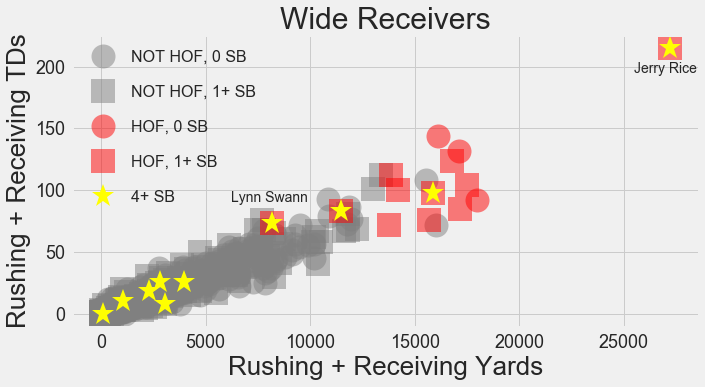 Wide Receivers
Rushing + Receiving TDs
200
150
100
50
0
NOT HOF, 0 SB
NOT HOF, 1+ SB
HOF, 0 SB
HOF, 1+ SB
4+ SB
Jerry Rice
Lynn Swann
0 5000 10000 15000 20000 25000
Rushing + Receiving Yards